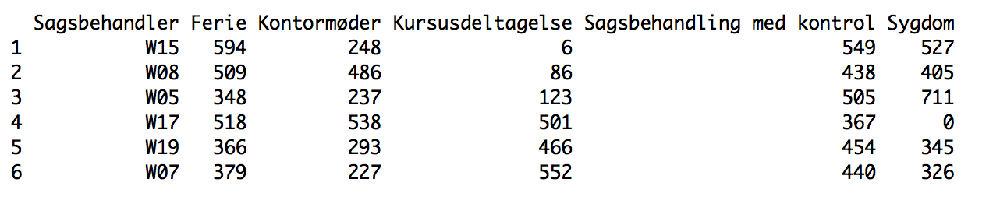 Sagsbehandler Ferie Kontormøder Kursusdeltagelse Sagsbehandling med kontrol Sygdom
1 W15 594 248 6 549 527
2 W08 509 486 86 438 405
3 W05 348 237 123 505 711
4 W17 518 538 501 367 0
5 W19 366 293 466 454 345
6 W07 379 227 552 440 326